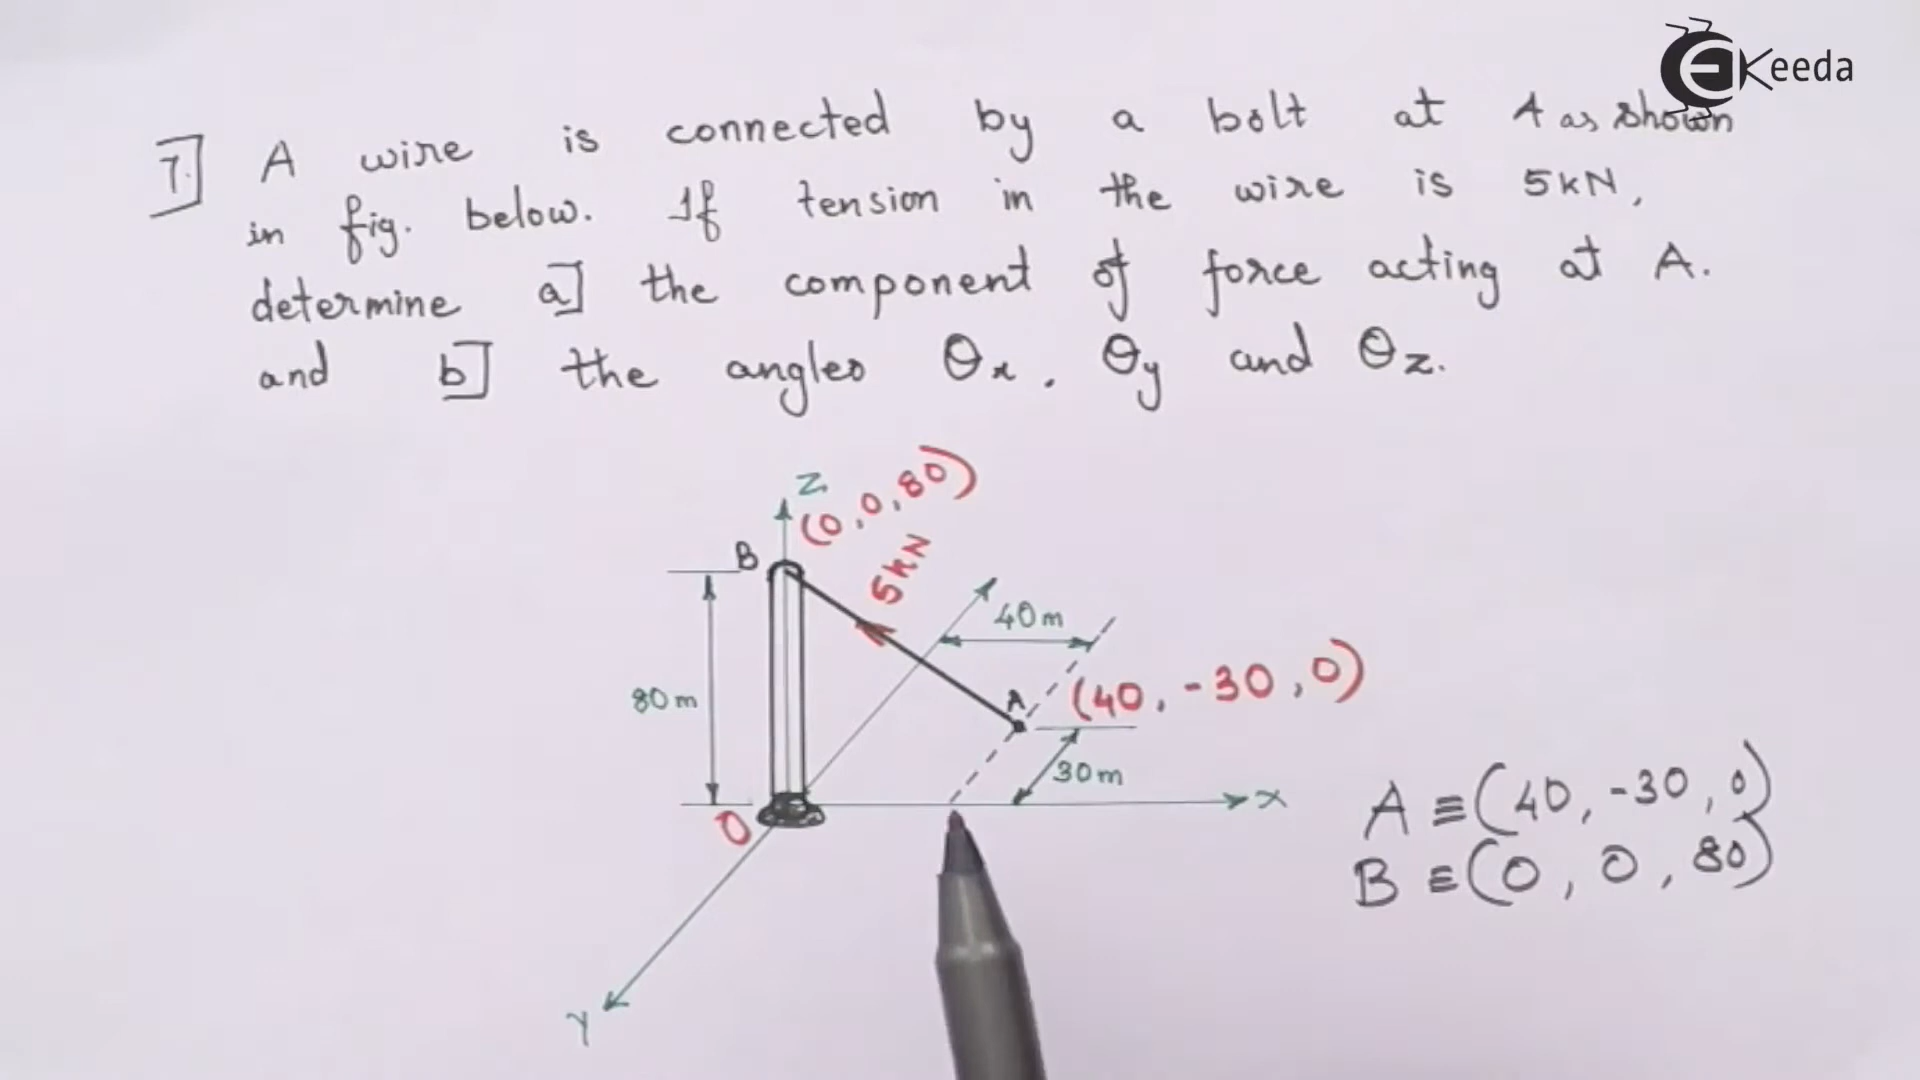 EKeeda
7.] A wire is connected by a bolt at A as shown
in fig. below. If tension in the wire is 5kN,
determine a] the component of force acting at A.
and b] the angles θx, θy and θz.
Z
(0,0,80)
B
5kN
40m
80m
A
(40,-30,0)
30m
X
O
Y
A≡(40,-30,0)
B≡(0,0,80)